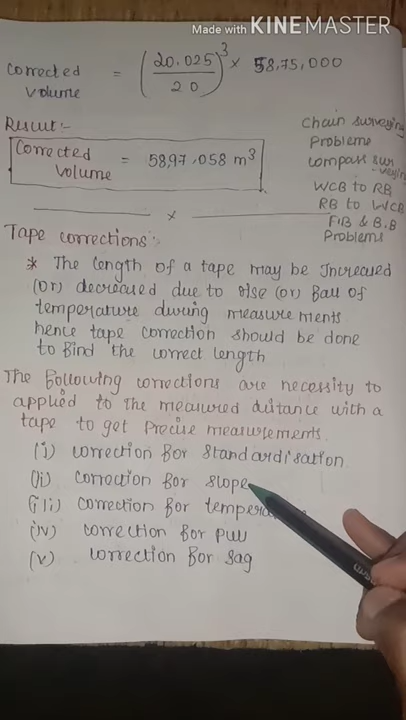 Made with KINEMASTER
Corrected Volume = (20.025 / 20)³ × 58,75,000
Result:-
Corrected Volume = 5897,058 m³
Chain surveying
Probleme
compass surveying
WCB to RB
RB to WCB
FB & B.B
Problems
x
Tape corrections:-
* The length of a tape may be Increased
(or) decreased due to rise (or) fall of
temperature during measurements
hence tape correction should be done
to find the correct length
The following corrections are necessity to
applied to the measured distance with a
tape to get precise measurements.
(i) correction for standardisation
(ii) correction for slope
(iii) correction for
(iv) correction for pull
(v) correction for sag